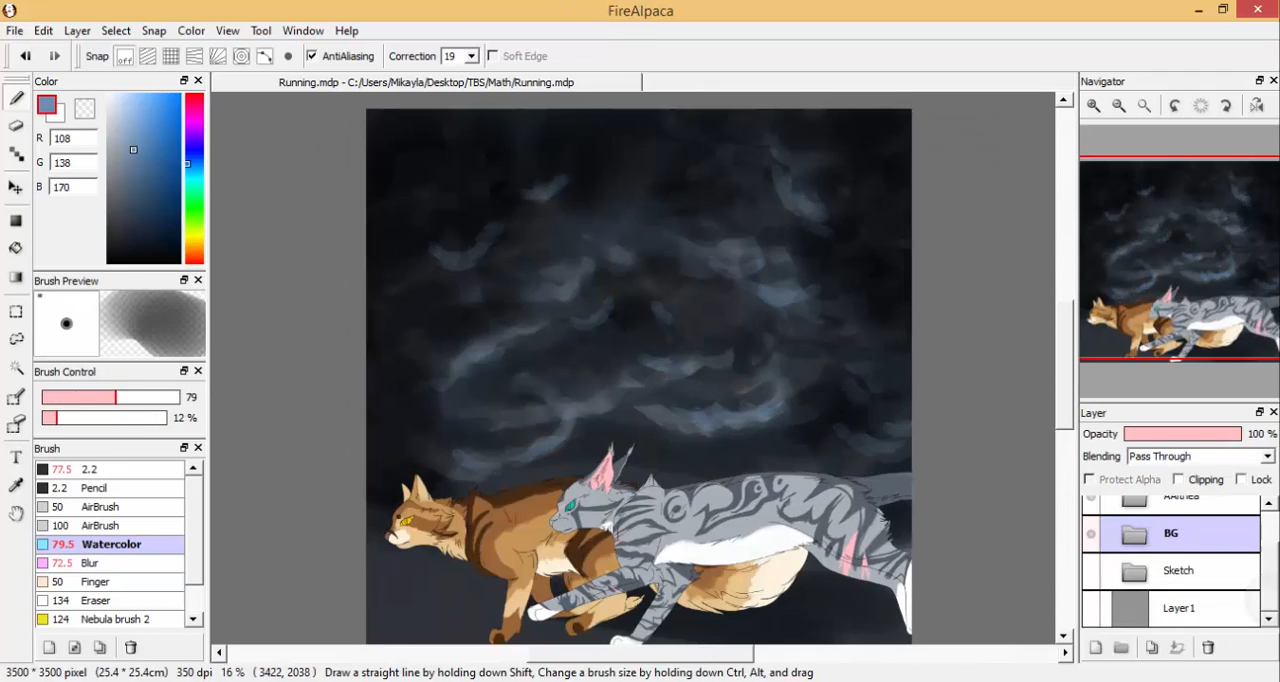 FireAlpaca
File Edit Layer Select Snap Color View Tool Window Help
Snap off AntiAliasing Correction 19 Soft Edge
Color
Running.mdp - C:/Users/Mikayla/Desktop/TBS/Math/Running.mdp
Navigator
R 108
G 138
B 170
Brush Preview
Brush Control
79
12 %
Brush
77.5 2.2
2.2 Pencil
50 AirBrush
100 AirBrush
79.5 Watercolor
72.5 Blur
50 Finger
134 Eraser
124 Nebula brush 2
T
Layer
Opacity 100 %
Blending Pass Through
Protect Alpha Clipping Lock
BG
Sketch
Layer1
3500 * 3500 pixel (25.4 * 25.4cm) 350 dpi 16 % ( 3422, 2038 ) Draw a straight line by holding down Shift, Change a brush size by holding down Ctrl, Alt, and drag